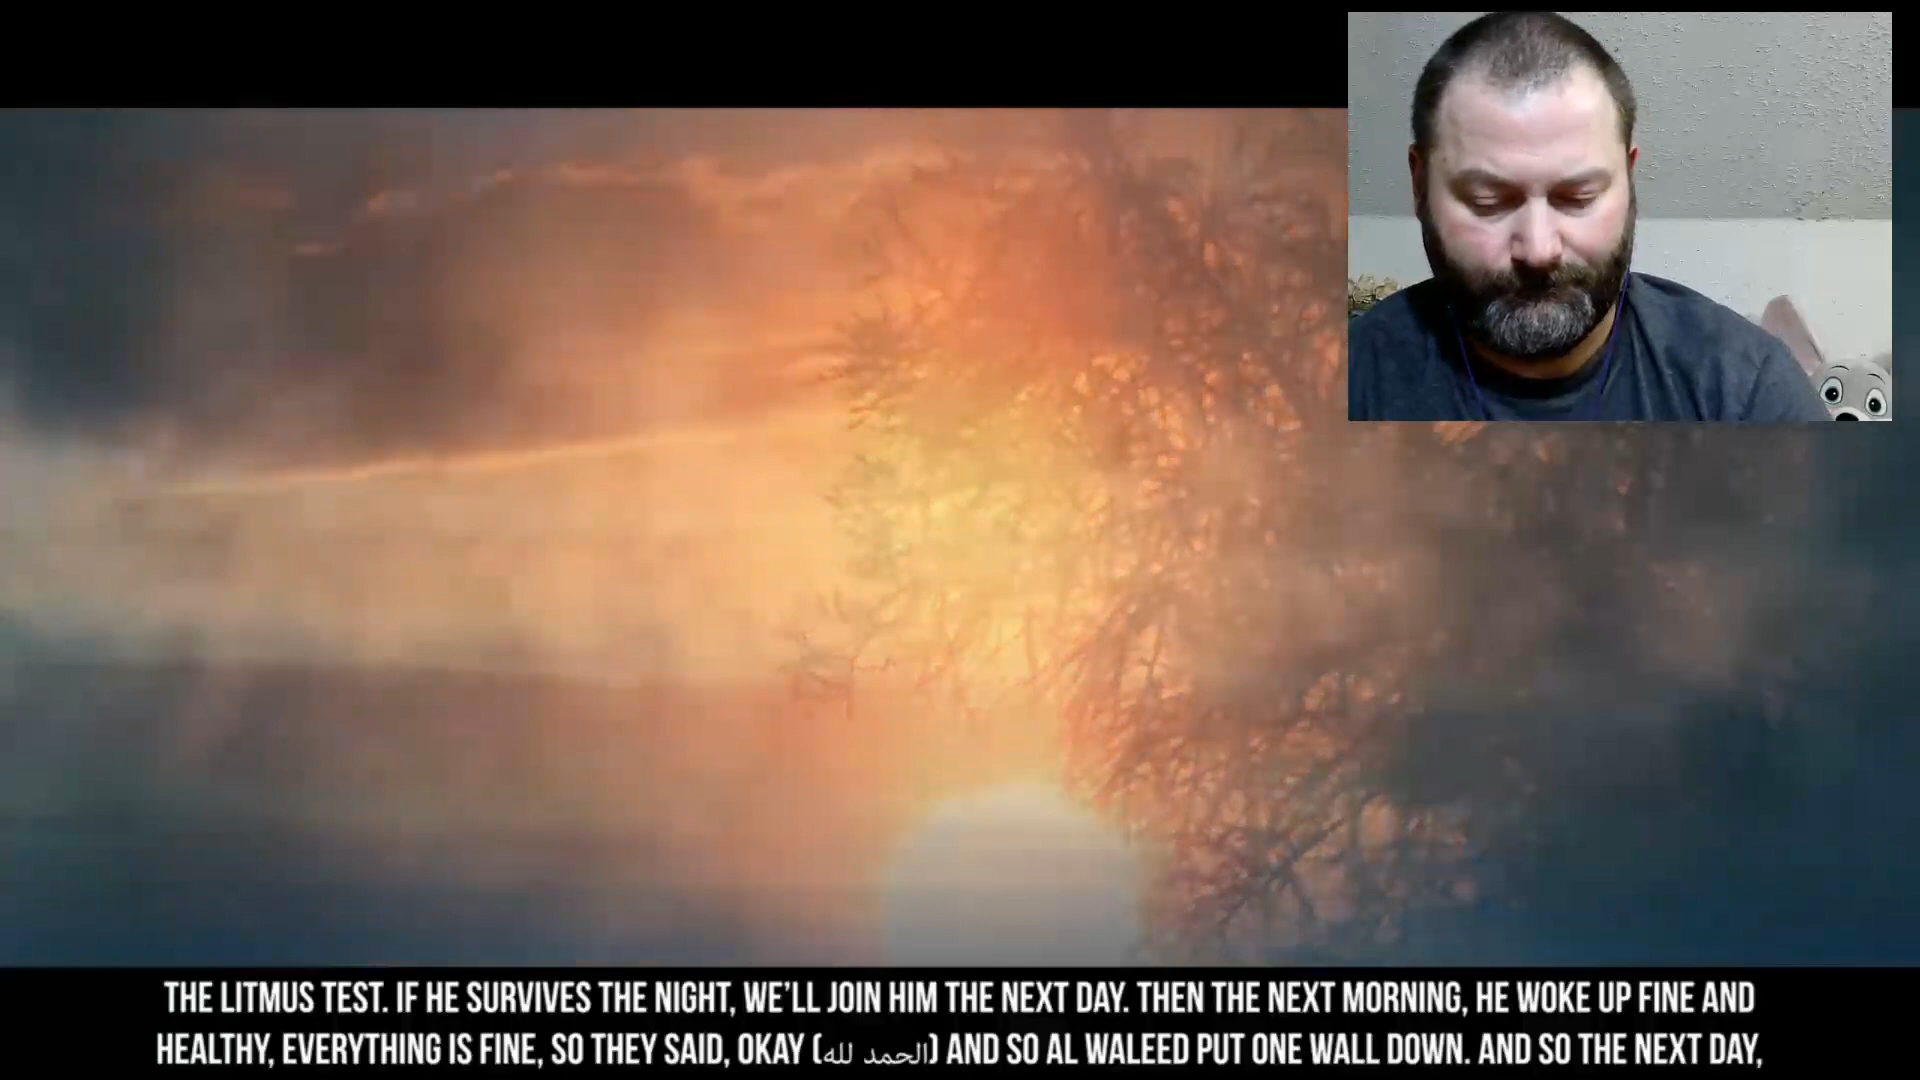 THE LITMUS TEST. IF HE SURVIVES THE NIGHT, WE'LL JOIN HIM THE NEXT DAY. THEN THE NEXT MORNING, HE WOKE UP FINE AND
HEALTHY, EVERYTHING IS FINE, SO THEY SAID, OKAY (الحمد لله) AND SO AL WALEED PUT ONE WALL DOWN. AND SO THE NEXT DAY,